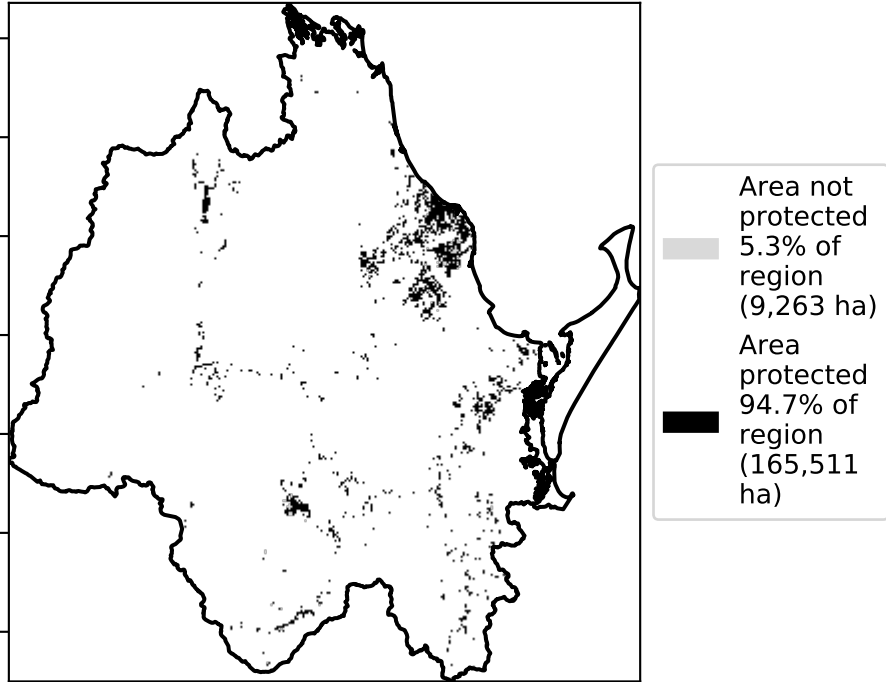 Area not
protected
5.3% of
region
(9,263 ha)
Area
protected
94.7% of
region
(165,511
ha)